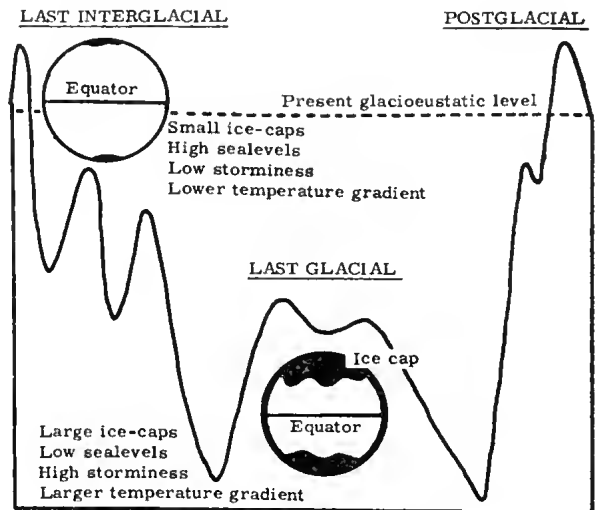 LAST INTERGLACIAL
POSTGLACIAL
Equator
Present glacioeustatic level
Small ice-caps
High sealevels
Low storminess
Lower temperature gradient
LAST GLACIAL
Ice cap
Equator
Large ice-caps
Low sealevels
High storminess
Larger temperature gradient